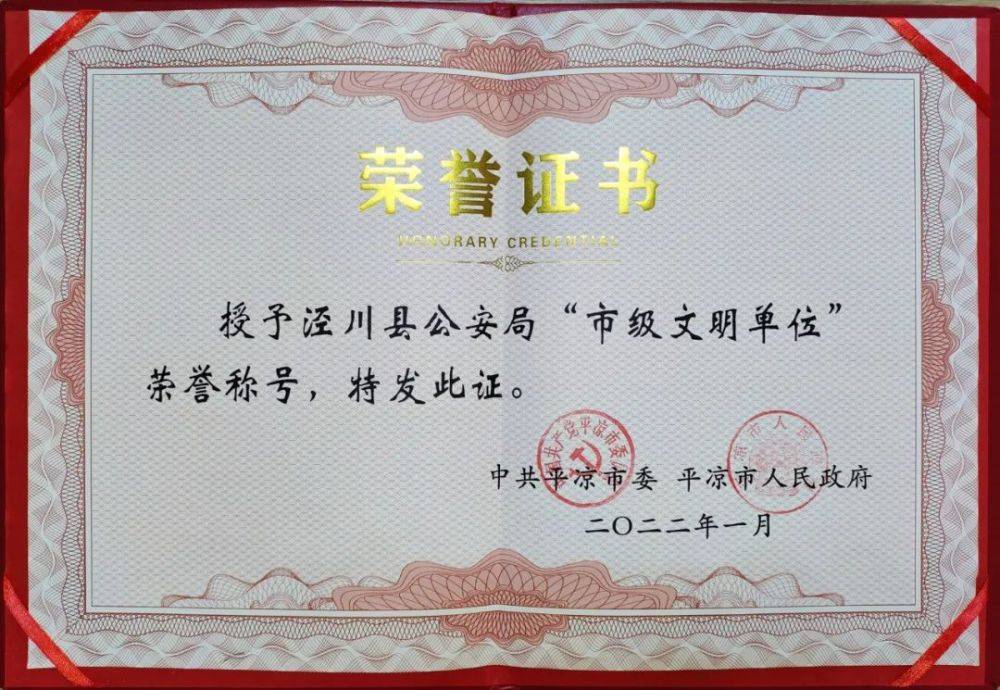 荣誉证书
HONORARY CREDENTIAL
授予泾川县公安局“市级文明单位”
荣誉称号，特发此证。
中共平凉市委 平凉市人民政府
二〇二二年一月